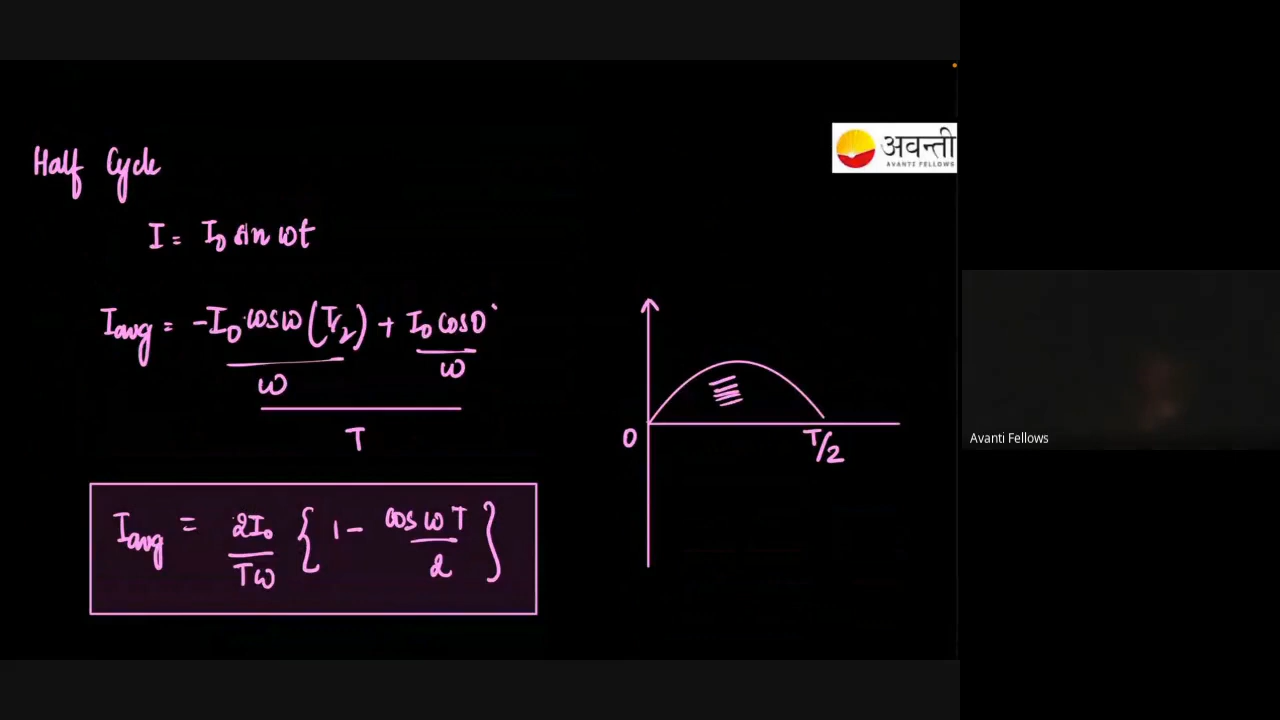 Half Cycle
I = I₀ sin ωt
Iavg = -I₀ cos ω(T/2) / ω + I₀ cos 0° / ω
T
Iavg = 2I₀ / Tω { 1 - cos ωT / 2 }
0
T/2
अवन्ती
AVANTI FELLOWS
Avanti Fellows